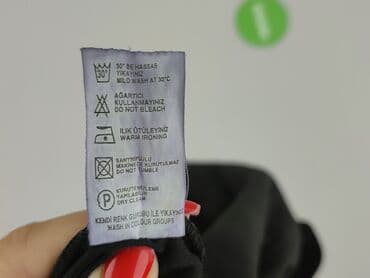 30°
30° DE HASSAS
YIKAYINIZ
MILD WASH AT 30°C
AĞARTICI
KULLANMAYINIZ
DO NOT BLEACH
ILIK ÜTÜLEYİNİZ
WARM IRONING
SANTRIFUJLU
MAKİNEDE KURUTULMAZ
DO NOT TUMBLE
P
KURUTEMİZLEME
YAPILABİLİR
DRY CLEAN
KENDİ RENK GURUBU İLE YIKAYINIZ
WASH IN COLOUR GROUPS